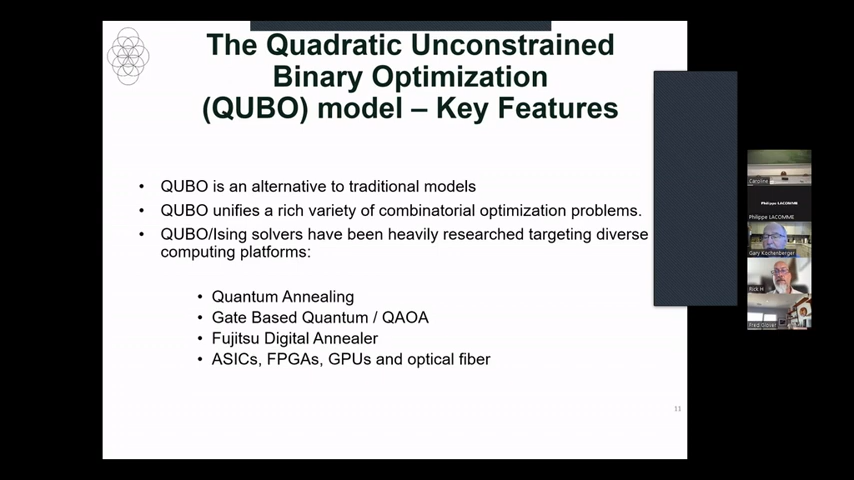 The Quadratic Unconstrained
Binary Optimization
(QUBO) model – Key Features
• QUBO is an alternative to traditional models
• QUBO unifies a rich variety of combinatorial optimization problems.
• QUBO/Ising solvers have been heavily researched targeting diverse
computing platforms:
• Quantum Annealing
• Gate Based Quantum / QAOA
• Fujitsu Digital Annealer
• ASICs, FPGAs, GPUs and optical fiber
11
Caroline
Philippe LACOMME
Philippe LACOMME
Gary Kochenberger
Rick H
Fred Glover